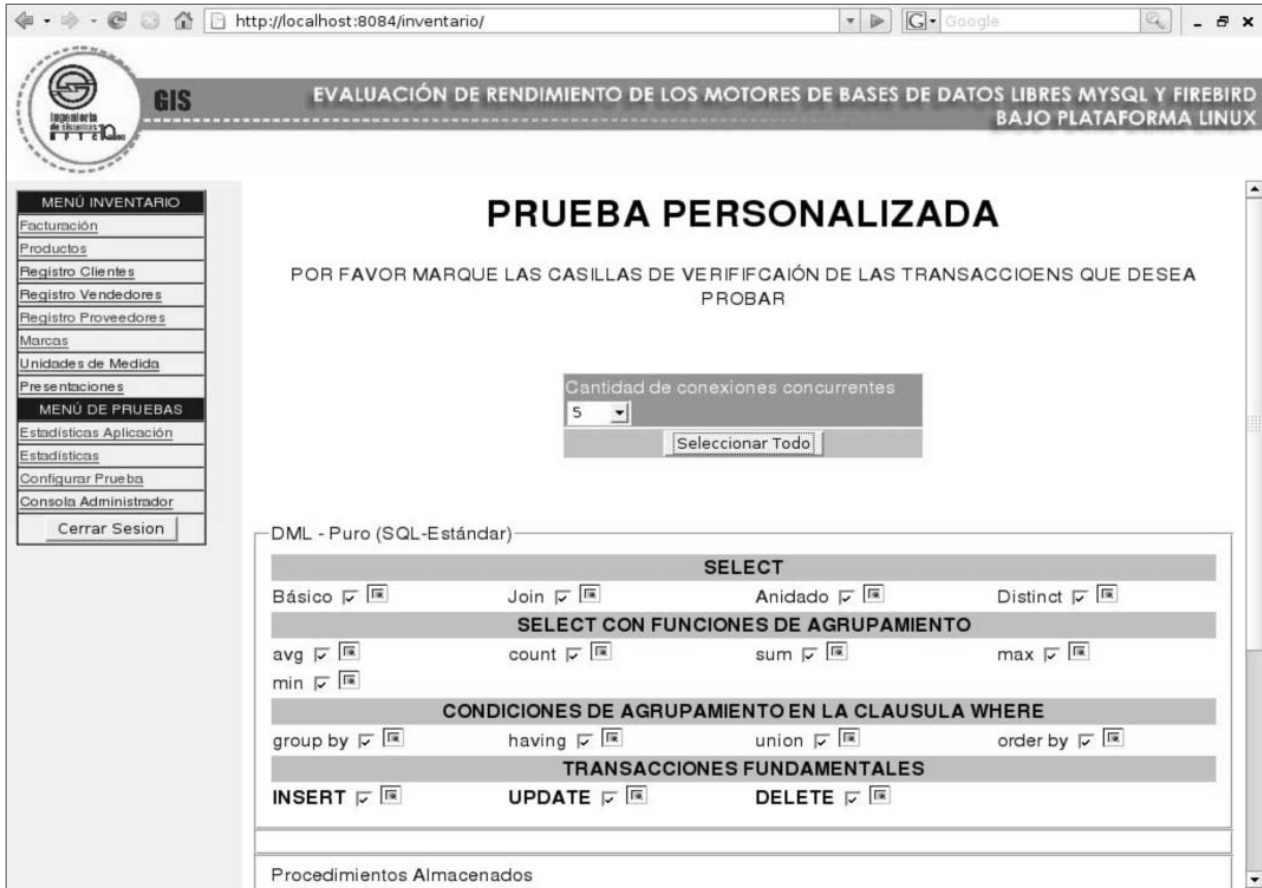 http://localhost:8084/inventario/
Google
Ingeniería
de sistemas
GIS
EVALUACIÓN DE RENDIMIENTO DE LOS MOTORES DE BASES DE DATOS LIBRES MYSQL Y FIREBIRD
BAJO PLATAFORMA LINUX
MENÚ INVENTARIO
Facturación
Productos
Registro Clientes
Registro Vendedores
Registro Proveedores
Marcas
Unidades de Medida
Presentaciones
MENÚ DE PRUEBAS
Estadísticas Aplicación
Estadísticas
Configurar Prueba
Consola Administrador
Cerrar Sesion
PRUEBA PERSONALIZADA
POR FAVOR MARQUE LAS CASILLAS DE VERIFIFCAIÓN DE LAS TRANSACCIOENS QUE DESEA
PROBAR
Cantidad de conexiones concurrentes
5
Seleccionar Todo
DML - Puro (SQL-Estándar)
SELECT
Básico Join Anidado Distinct
SELECT CON FUNCIONES DE AGRUPAMIENTO
avg count sum max
min
CONDICIONES DE AGRUPAMIENTO EN LA CLAUSULA WHERE
group by having union order by
TRANSACCIONES FUNDAMENTALES
INSERT UPDATE DELETE
Procedimientos Almacenados